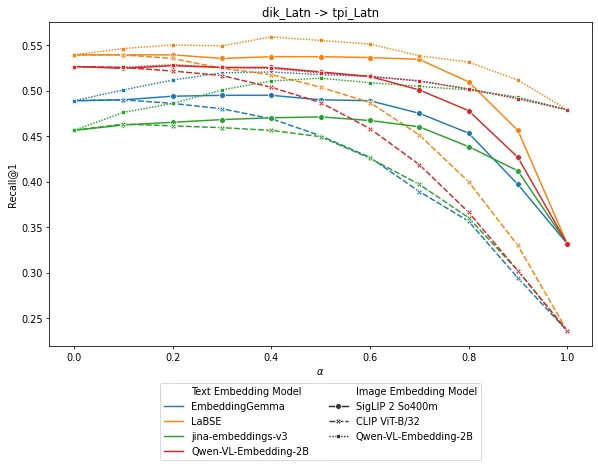 dik_Latn -> tpi_Latn
0.55
0.50
0.45
0.40
0.35
0.30
0.25
Recall@1
0.0
0.2
0.4
0.6
0.8
1.0
α
Text Embedding Model
EmbeddingGemma
LaBSE
jina-embeddings-v3
Qwen-VL-Embedding-2B
Image Embedding Model
SigLIP 2 So400m
CLIP ViT-B/32
Qwen-VL-Embedding-2B